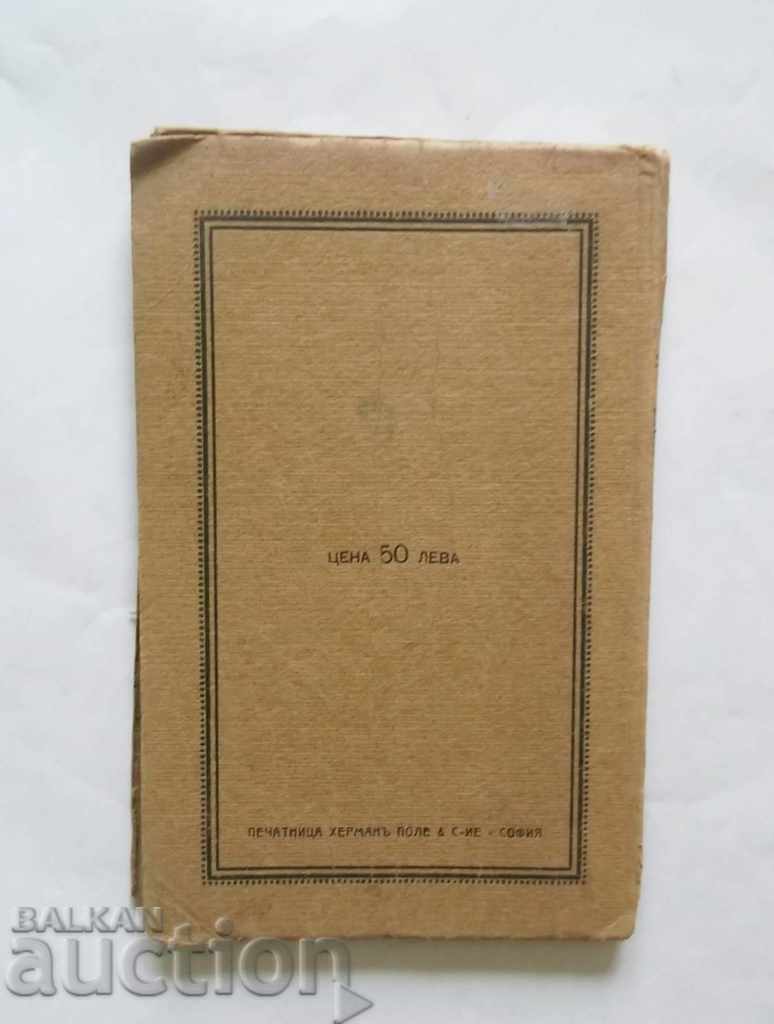 ЦЕНА 50 ЛЕВА
ПЕЧАТНИЦА ХЕРМАНЪ ПОЛЕ & С-ИЕ - СОФИЯ
BALKAN
auction